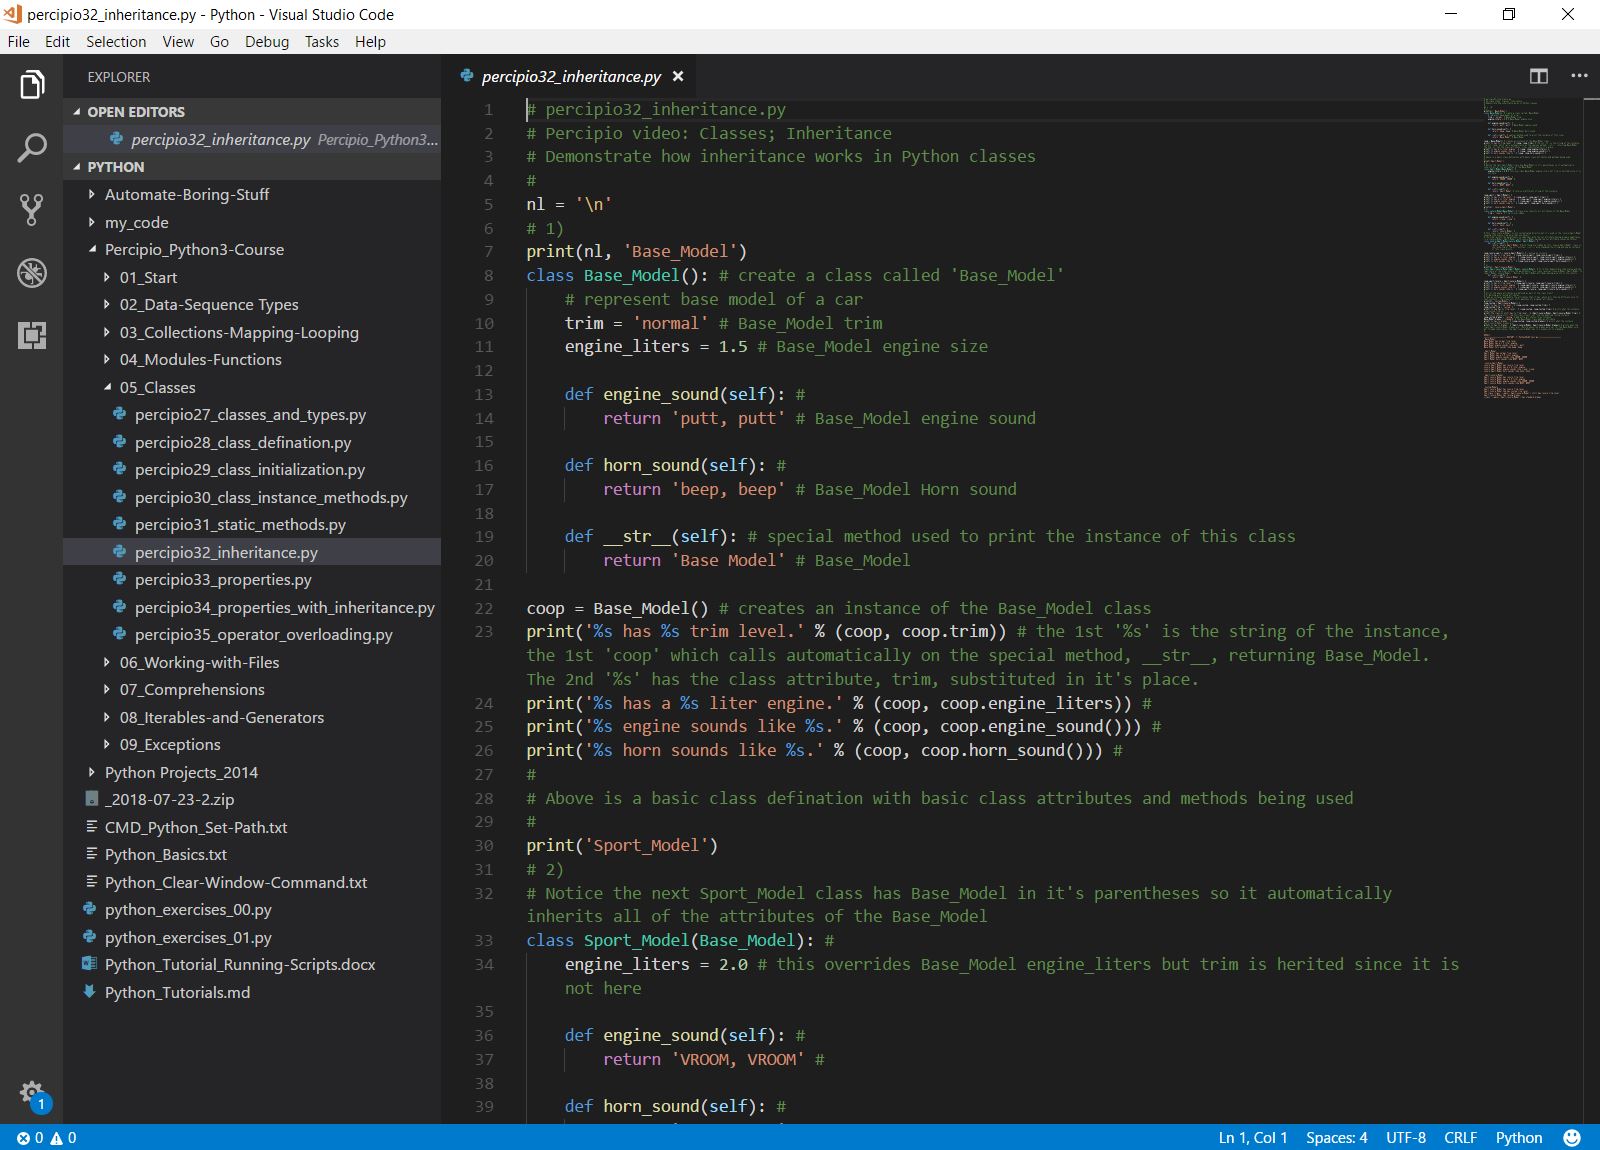 percipio32_inheritance.py - Python - Visual Studio Code
File Edit Selection View Go Debug Tasks Help
EXPLORER
OPEN EDITORS
percipio32_inheritance.py Percipio_Python3...
PYTHON
Automate-Boring-Stuff
my_code
Percipio_Python3-Course
01_Start
02_Data-Sequence Types
03_Collections-Mapping-Looping
04_Modules-Functions
05_Classes
percipio27_classes_and_types.py
percipio28_class_defination.py
percipio29_class_initialization.py
percipio30_class_instance_methods.py
percipio31_static_methods.py
percipio32_inheritance.py
percipio33_properties.py
percipio34_properties_with_inheritance.py
percipio35_operator_overloading.py
06_Working-with-Files
07_Comprehensions
08_Iterables-and-Generators
09_Exceptions
Python Projects_2014
_2018-07-23-2.zip
CMD_Python_Set-Path.txt
Python_Basics.txt
Python_Clear-Window-Command.txt
python_exercises_00.py
python_exercises_01.py
Python_Tutorial_Running-Scripts.docx
Python_Tutorials.md
1
percipio32_inheritance.py
1 # percipio32_inheritance.py
2 # Percipio video: Classes; Inheritance
3 # Demonstrate how inheritance works in Python classes
4 #
5 nl = '\n'
6 # 1)
7 print(nl, 'Base_Model')
8 class Base_Model(): # create a class called 'Base_Model'
9 # represent base model of a car
10 trim = 'normal' # Base_Model trim
11 engine_liters = 1.5 # Base_Model engine size
12
13 def engine_sound(self): #
14 return 'putt, putt' # Base_Model engine sound
15
16 def horn_sound(self): #
17 return 'beep, beep' # Base_Model Horn sound
18
19 def __str__(self): # special method used to print the instance of this class
20 return 'Base Model' # Base_Model
21
22 coop = Base_Model() # creates an instance of the Base_Model class
23 print('%s has %s trim level.' % (coop, coop.trim)) # the 1st '%s' is the string of the instance,
the 1st 'coop' which calls automatically on the special method, __str__, returning Base_Model.
The 2nd '%s' has the class attribute, trim, substituted in it's place.
24 print('%s has a %s liter engine.' % (coop, coop.engine_liters)) #
25 print('%s engine sounds like %s.' % (coop, coop.engine_sound())) #
26 print('%s horn sounds like %s.' % (coop, coop.horn_sound())) #
27 #
28 # Above is a basic class defination with basic class attributes and methods being used
29 #
30 print('Sport_Model')
31 # 2)
32 # Notice the next Sport_Model class has Base_Model in it's parentheses so it automatically
inherits all of the attributes of the Base_Model
33 class Sport_Model(Base_Model): #
34 engine_liters = 2.0 # this overrides Base_Model engine_liters but trim is herited since it is
not here
35
36 def engine_sound(self): #
37 return 'VROOM, VROOM' #
38
39 def horn_sound(self): #
0 0
Ln 1, Col 1 Spaces: 4 UTF-8 CRLF Python